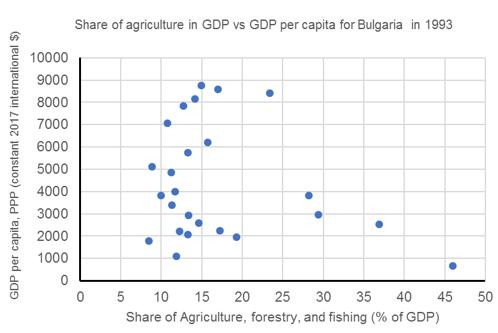 Share of agriculture in GDP vs GDP per capita for Bulgaria in 1993
GDP per capita, PPP (constant 2017 international $)
10000
9000
8000
7000
6000
5000
4000
3000
2000
1000
0
0 5 10 15 20 25 30 35 40 45 50
Share of Agriculture, forestry, and fishing (% of GDP)